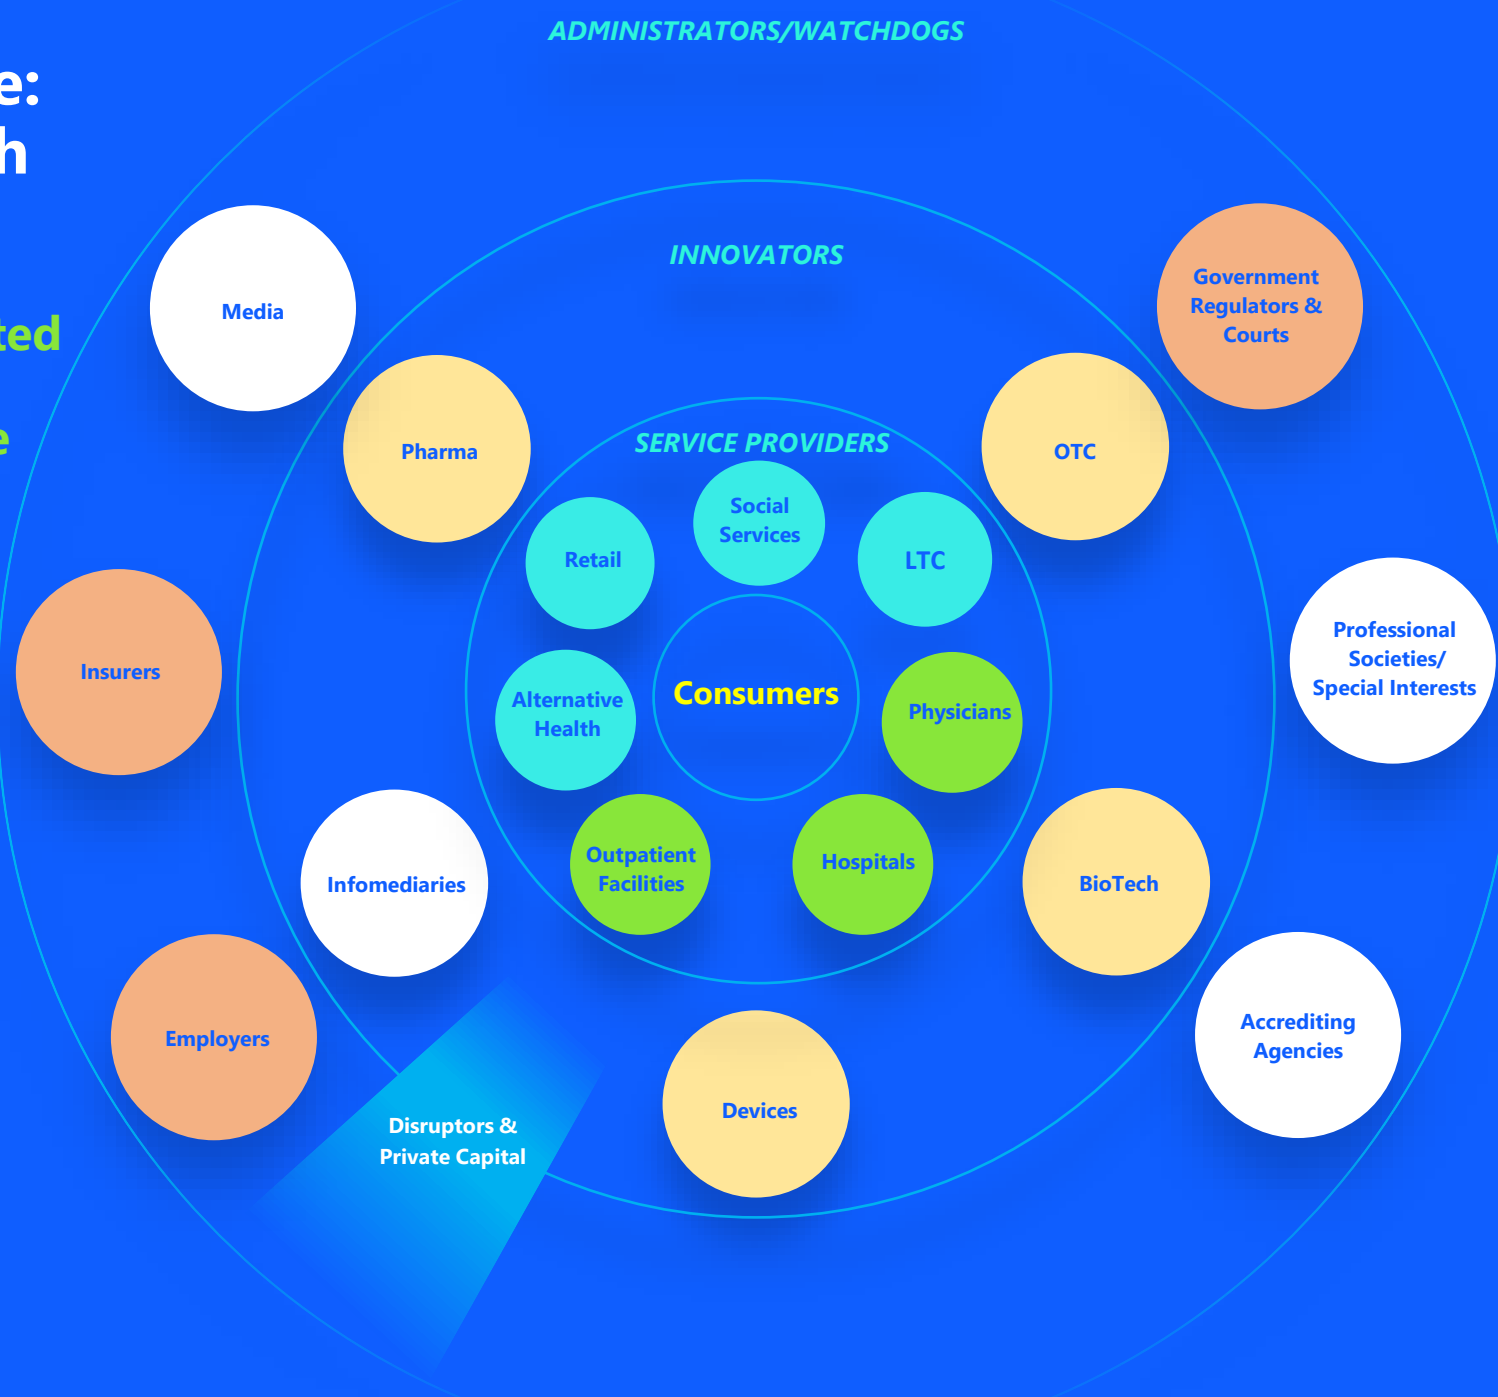 ADMINISTRATORS/WATCHDOGS
e:
h
ted
e
INNOVATORS
Media
Government
Regulators &
Courts
Pharma
SERVICE PROVIDERS
OTC
Social
Services
Retail
LTC
Insurers
Alternative
Health
Consumers
Physicians
Professional
Societies/
Special Interests
Infomediaries
Outpatient
Facilities
Hospitals
BioTech
Employers
Disruptors &
Private Capital
Devices
Accrediting
Agencies